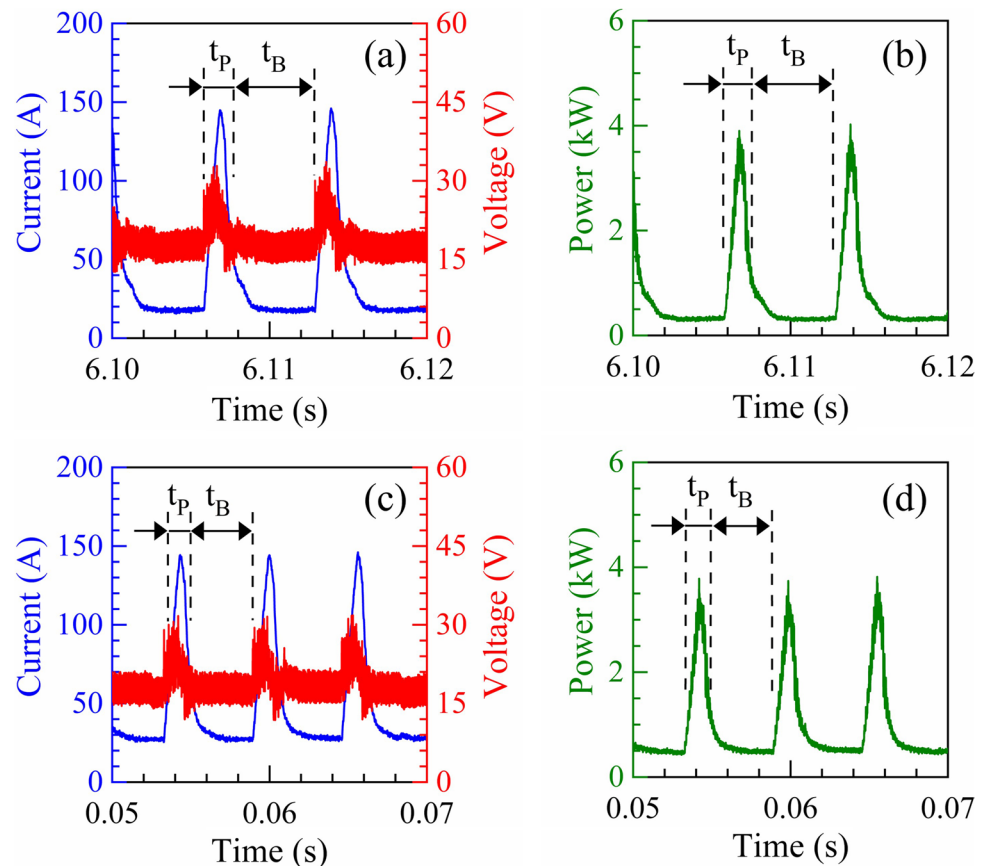 200
60
(a)
tP
tB
150
45
100
30
50
15
0
0
6.10
6.11
6.12
Current (A)
Voltage (V)
Time (s)
6
(b)
tP
tB
4
2
0
6.10
6.11
6.12
Power (kW)
Time (s)
200
60
(c)
tP
tB
150
45
100
30
50
15
0
0
0.05
0.06
0.07
Current (A)
Voltage (V)
Time (s)
6
(d)
tP
tB
4
2
0
0.05
0.06
0.07
Power (kW)
Time (s)